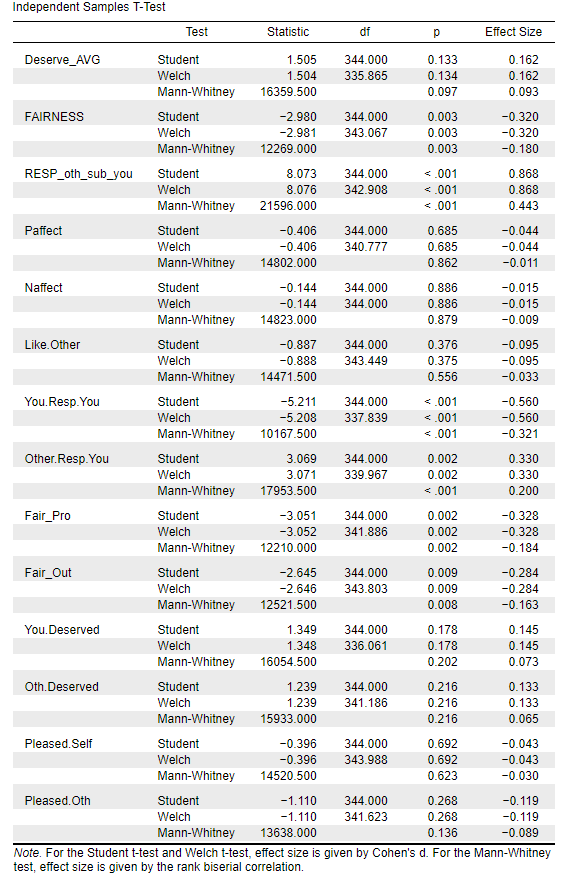 Independent Samples T-Test
Test Statistic df p Effect Size
Deserve_AVG Student 1.505 344.000 0.133 0.162
Welch 1.504 335.865 0.134 0.162
Mann-Whitney 16359.500 0.097 0.093
FAIRNESS Student −2.980 344.000 0.003 −0.320
Welch −2.981 343.067 0.003 −0.320
Mann-Whitney 12269.000 0.003 −0.180
RESP_oth_sub_you Student 8.073 344.000 < .001 0.868
Welch 8.076 342.908 < .001 0.868
Mann-Whitney 21596.000 < .001 0.443
Paffect Student −0.406 344.000 0.685 −0.044
Welch −0.406 340.777 0.685 −0.044
Mann-Whitney 14802.000 0.862 −0.011
Naffect Student −0.144 344.000 0.886 −0.015
Welch −0.144 344.000 0.886 −0.015
Mann-Whitney 14823.000 0.879 −0.009
Like.Other Student −0.887 344.000 0.376 −0.095
Welch −0.888 343.449 0.375 −0.095
Mann-Whitney 14471.500 0.556 −0.033
You.Resp.You Student −5.211 344.000 < .001 −0.560
Welch −5.208 337.839 < .001 −0.560
Mann-Whitney 10167.500 < .001 −0.321
Other.Resp.You Student 3.069 344.000 0.002 0.330
Welch 3.071 339.967 0.002 0.330
Mann-Whitney 17953.500 < .001 0.200
Fair_Pro Student −3.051 344.000 0.002 −0.328
Welch −3.052 341.886 0.002 −0.328
Mann-Whitney 12210.000 0.002 −0.184
Fair_Out Student −2.645 344.000 0.009 −0.284
Welch −2.646 343.803 0.009 −0.284
Mann-Whitney 12521.500 0.008 −0.163
You.Deserved Student 1.349 344.000 0.178 0.145
Welch 1.348 336.061 0.178 0.145
Mann-Whitney 16054.500 0.202 0.073
Oth.Deserved Student 1.239 344.000 0.216 0.133
Welch 1.239 341.186 0.216 0.133
Mann-Whitney 15933.000 0.216 0.065
Pleased.Self Student −0.396 344.000 0.692 −0.043
Welch −0.396 343.988 0.692 −0.043
Mann-Whitney 14520.500 0.623 −0.030
Pleased.Oth Student −1.110 344.000 0.268 −0.119
Welch −1.110 341.623 0.268 −0.119
Mann-Whitney 13638.000 0.136 −0.089
Note. For the Student t-test and Welch t-test, effect size is given by Cohen's d. For the Mann-Whitney
test, effect size is given by the rank biserial correlation.